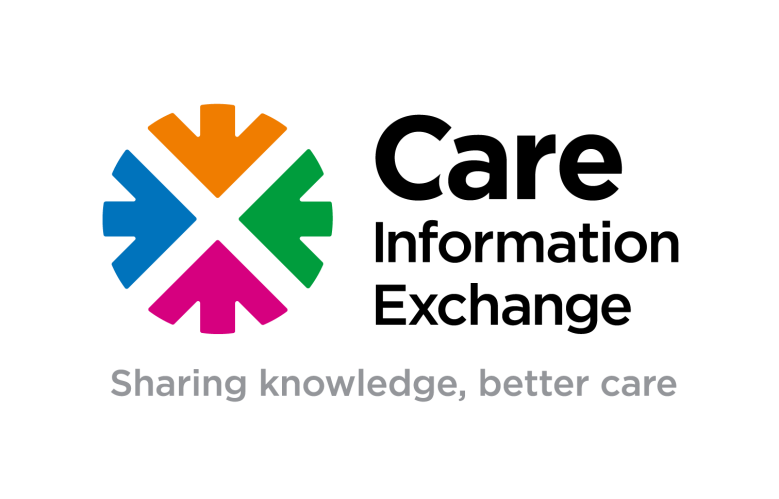 Care
Information
Exchange
Sharing knowledge, better care